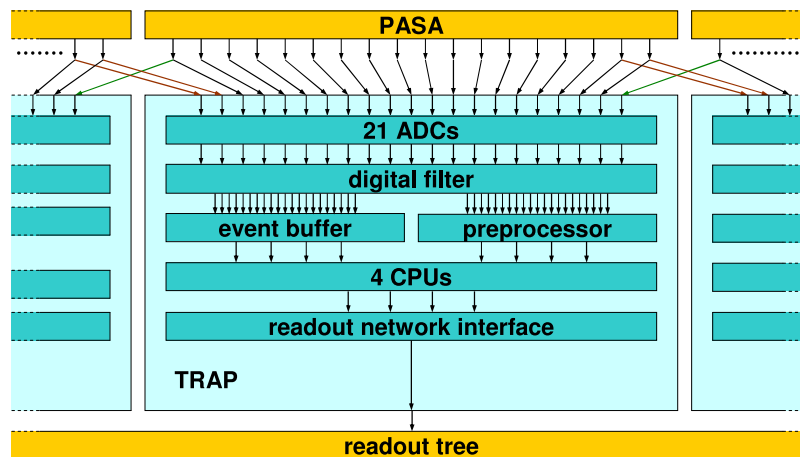 PASA
21 ADCs
digital filter
event buffer
preprocessor
4 CPUs
readout network interface
TRAP
readout tree